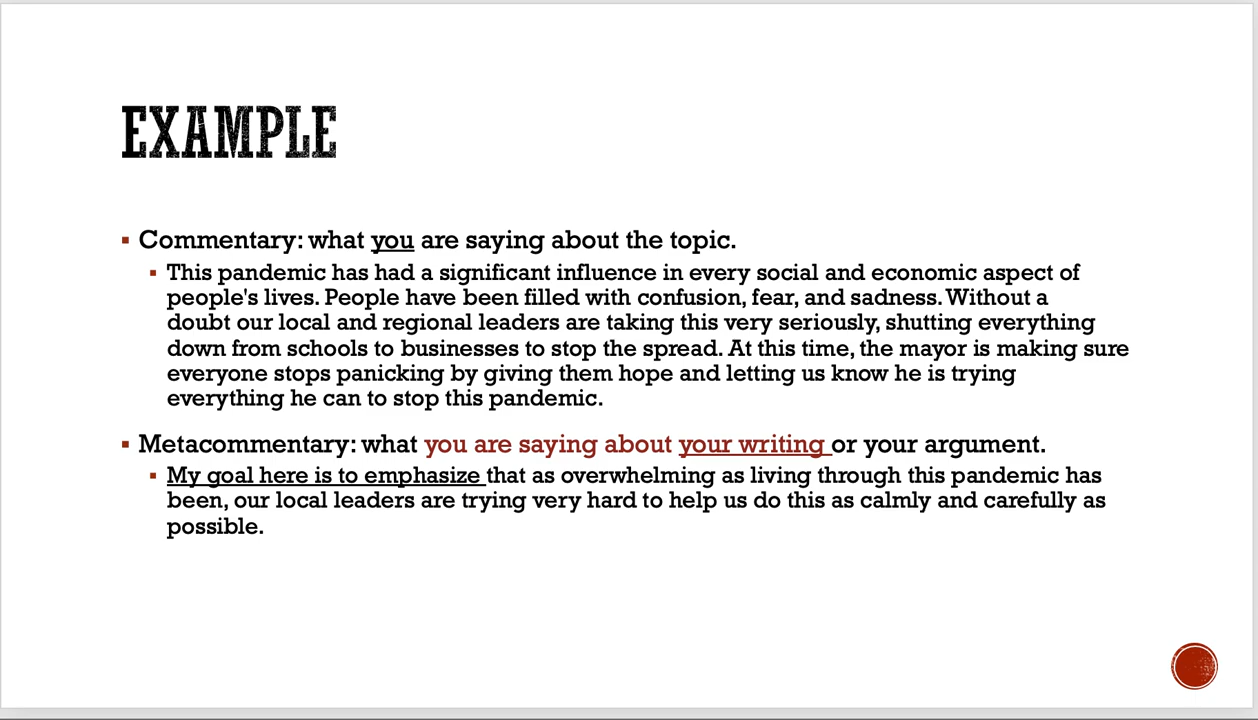 EXAMPLE
▪ Commentary: what you are saying about the topic.
▪ This pandemic has had a significant influence in every social and economic aspect of
people's lives. People have been filled with confusion, fear, and sadness. Without a
doubt our local and regional leaders are taking this very seriously, shutting everything
down from schools to businesses to stop the spread. At this time, the mayor is making sure
everyone stops panicking by giving them hope and letting us know he is trying
everything he can to stop this pandemic.
▪ Metacommentary: what you are saying about your writing or your argument.
▪ My goal here is to emphasize that as overwhelming as living through this pandemic has
been, our local leaders are trying very hard to help us do this as calmly and carefully as
possible.